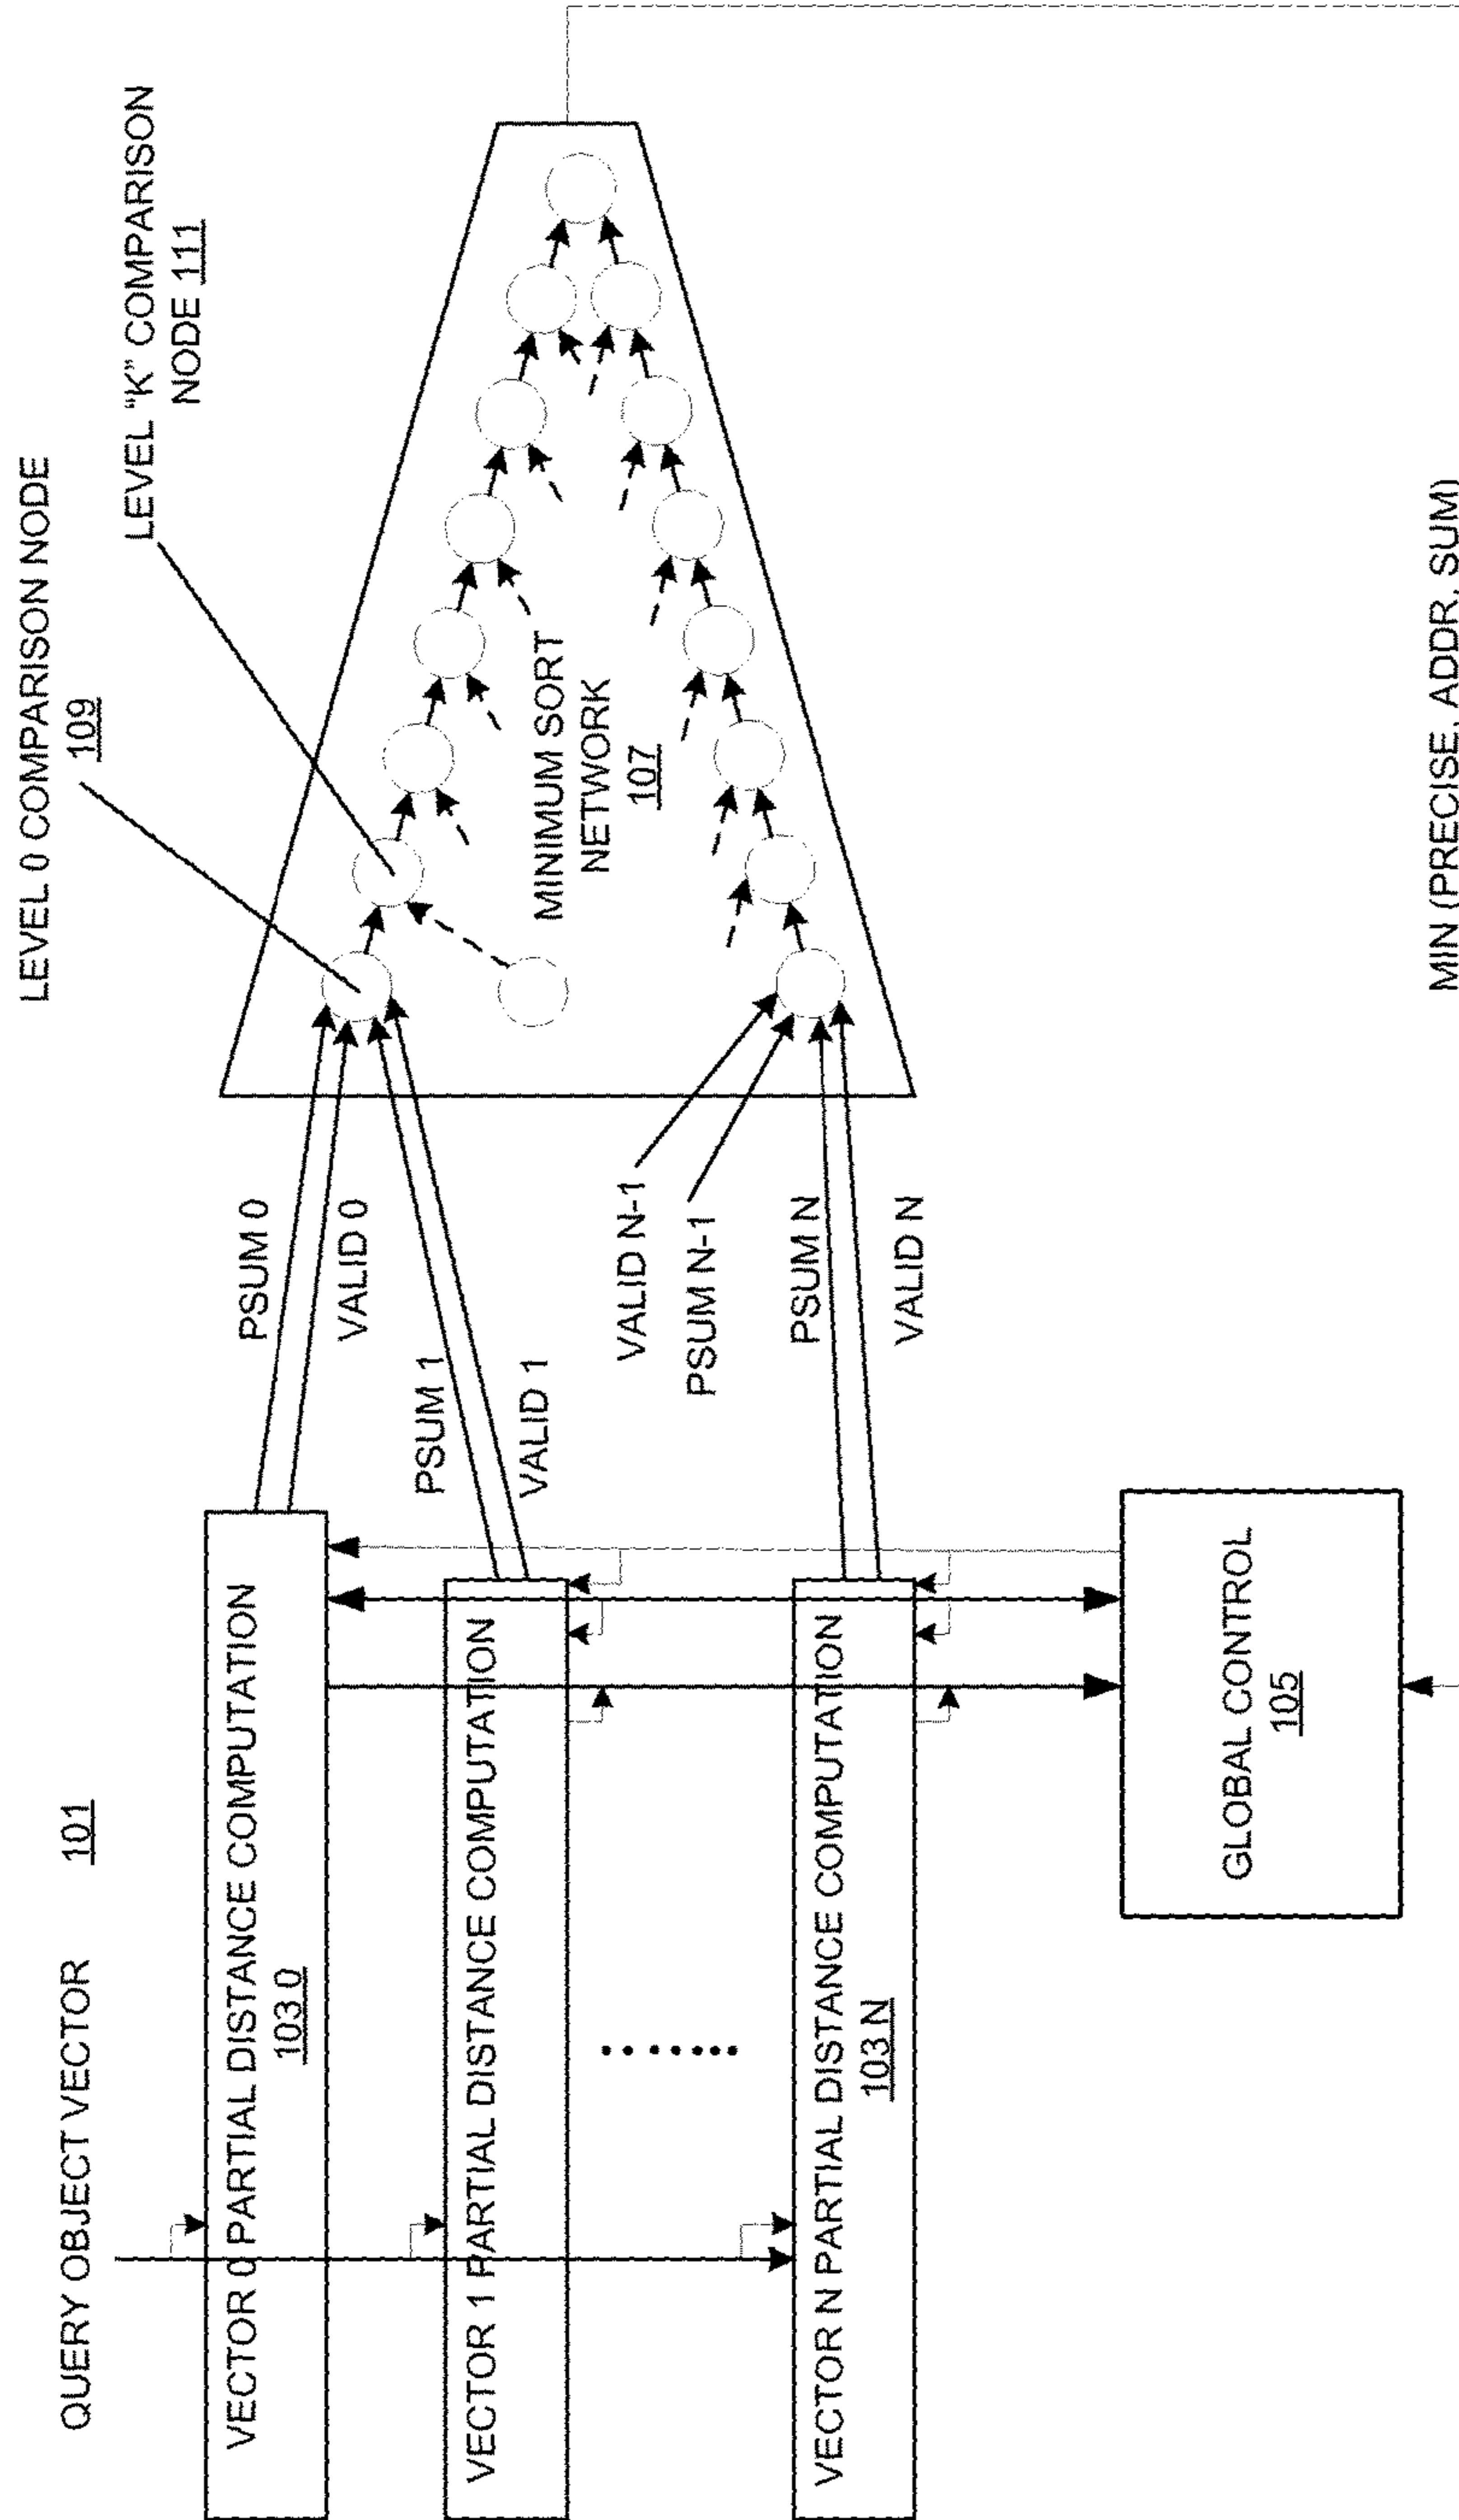 QUERY OBJECT VECTOR 101
VECTOR 0 PARTIAL DISTANCE COMPUTATION
103 0
VECTOR 1 PARTIAL DISTANCE COMPUTATION
VECTOR N PARTIAL DISTANCE COMPUTATION
103 N
GLOBAL CONTROL
105
PSUM 0
VALID 0
PSUM 1
VALID 1
VALID N-1
PSUM N-1
PSUM N
VALID N
LEVEL 0 COMPARISON NODE
109
LEVEL “K” COMPARISON
NODE 111
MINIMUM SORT
NETWORK
107
MIN (PRECISE, ADDR, SUM)